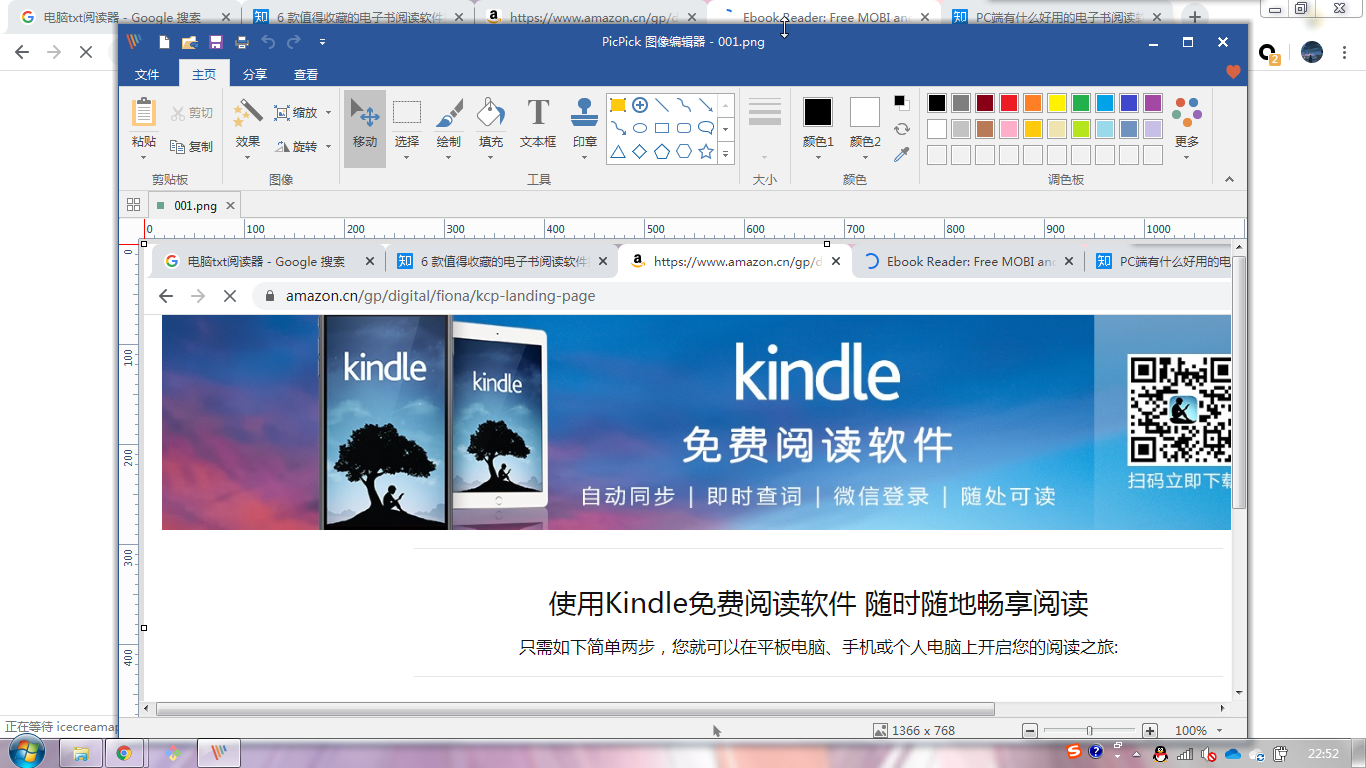 电脑txt阅读器 - Google 搜索
6 款值得收藏的电子书阅读软件
https://www.amazon.cn/gp/d
Ebook Reader: Free MOBI an
PC端有什么好用的电子书阅读
PicPick 图像编辑器 - 001.png
2
文件 主页 分享 查看
粘贴 剪切 复制
效果 缩放 旋转
移动 选择 绘制 填充 文本框 印章
颜色1 颜色2 更多
剪贴板 图像 工具 大小 颜色 调色板
001.png
0 100 200 300 400 500 600 700 800 900 1000
0
100
200
300
400
电脑txt阅读器 - Google 搜索
6 款值得收藏的电子书阅读软件
https://www.amazon.cn/gp/d
Ebook Reader: Free MOBI an
PC端有什么好用的电
amazon.cn/gp/digital/fiona/kcp-landing-page
kindle
kindle
kindle
免费阅读软件
自动同步 | 即时查词 | 微信登录 | 随处可读
扫码立即下载
使用Kindle免费阅读软件 随时随地畅享阅读
只需如下简单两步，您就可以在平板电脑、手机或个人电脑上开启您的阅读之旅:
正在等待 icecreamap
1366 x 768
100%
22:52